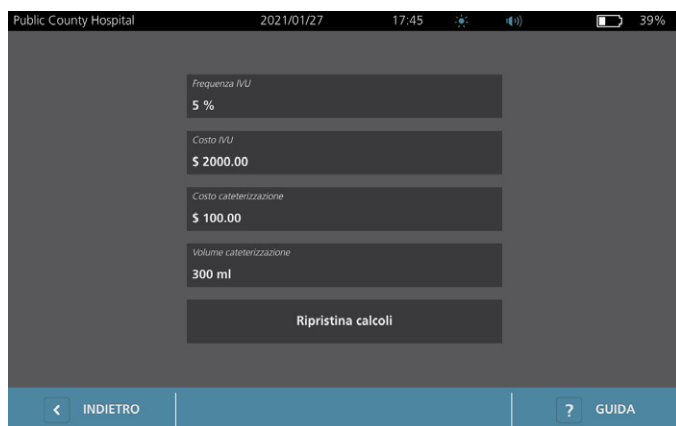 Public County Hospital 2021/01/27 17:45 39%
Frequenza IVU
5 %
Costo IVU
$ 2000.00
Costo cateterizzazione
$ 100.00
Volume cateterizzazione
300 ml
Ripristina calcoli
< INDIETRO ? GUIDA